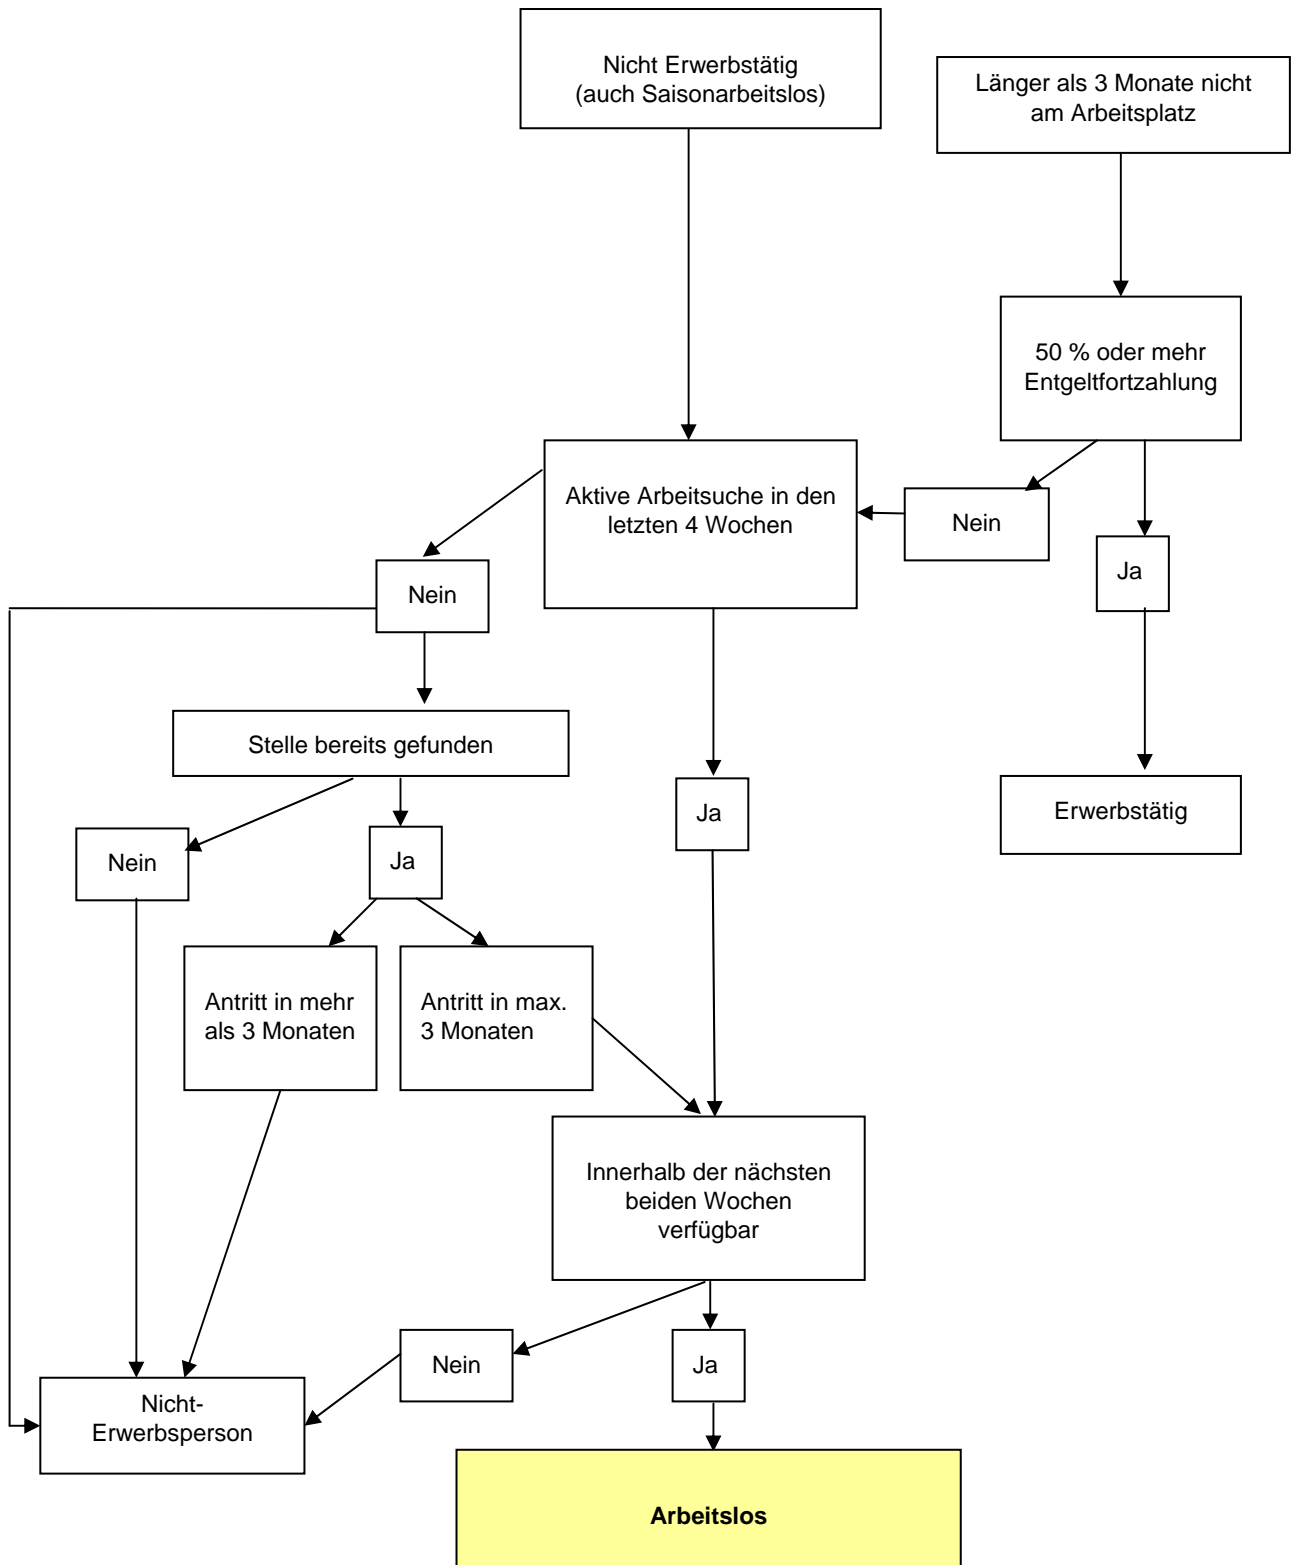 Nicht Erwerbstätig
(auch Saisonarbeitslos)
Länger als 3 Monate nicht
am Arbeitsplatz
50 % oder mehr
Entgeltfortzahlung
Aktive Arbeitsuche in den
letzten 4 Wochen
Nein
Ja
Nein
Stelle bereits gefunden
Ja
Erwerbstätig
Nein
Ja
Antritt in mehr
als 3 Monaten
Antritt in max.
3 Monaten
Innerhalb der nächsten
beiden Wochen
verfügbar
Nein
Ja
Nicht-
Erwerbsperson
Arbeitslos